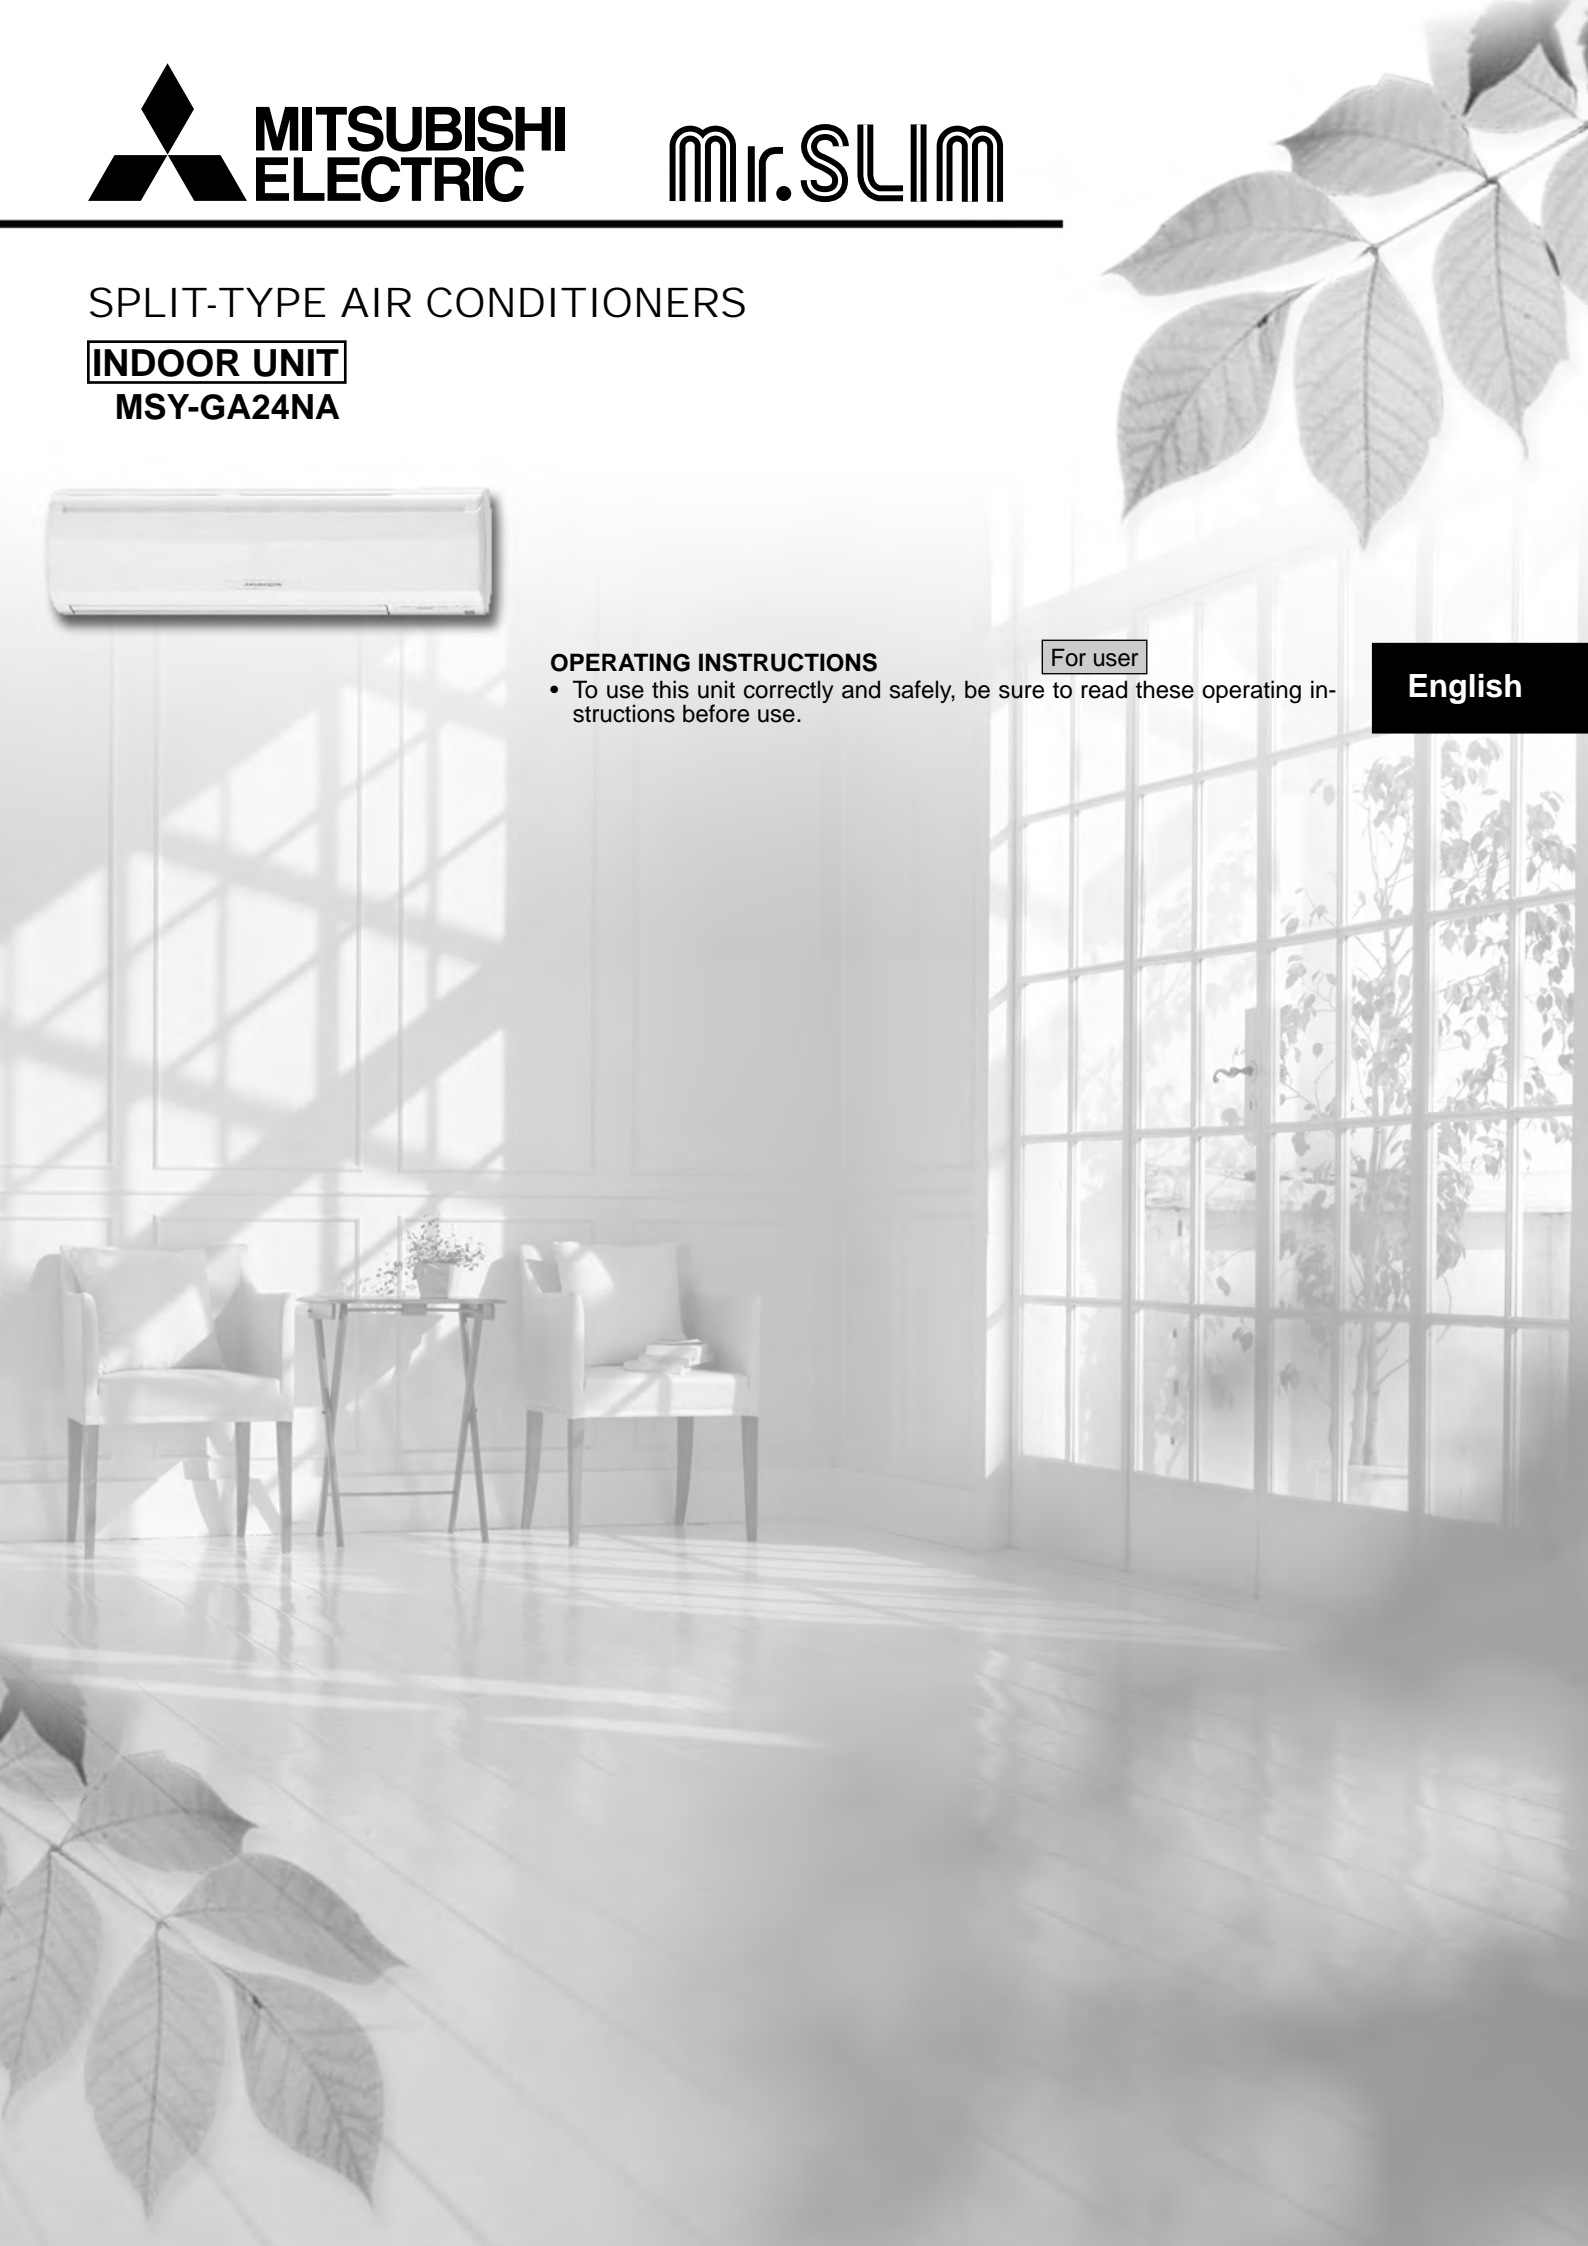 MITSUBISHI
ELECTRIC
Mr.SLIM
SPLIT-TYPE AIR CONDITIONERS
INDOOR UNIT
MSY-GA24NA
OPERATING INSTRUCTIONS
For user
• To use this unit correctly and safely, be sure to read these operating in-
structions before use.
English